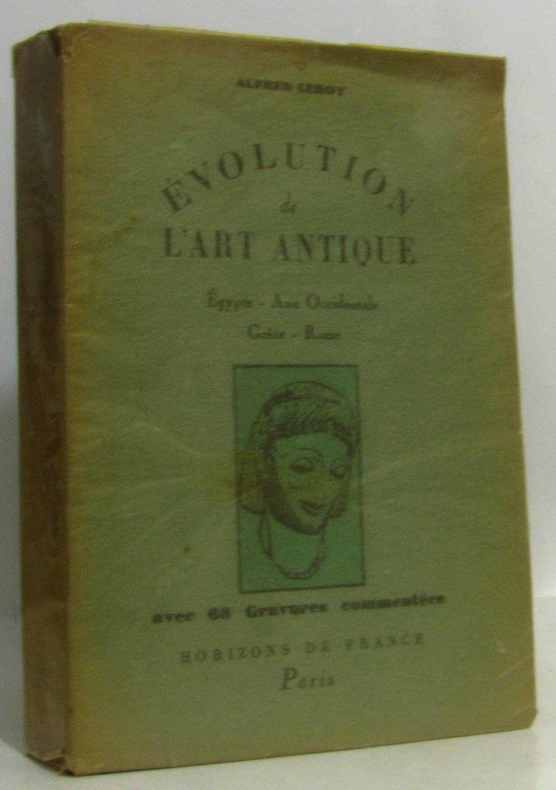 ALFRED LEROY
ÉVOLUTION
de
L'ART ANTIQUE
Égypte - Asie Occidentale
Grèce - Rome
avec 68 Gravures commentées
HORIZONS DE FRANCE
Paris